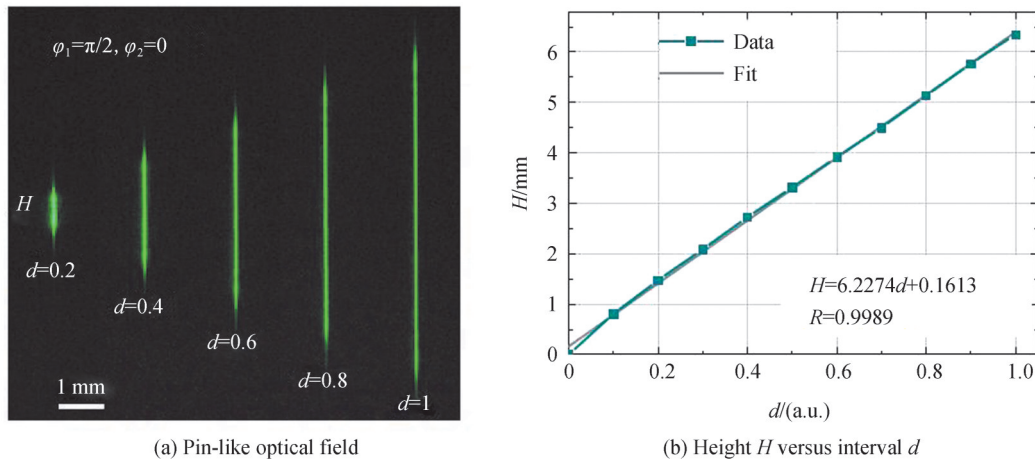 φ₁=π/2, φ₂=0
H
d=0.2
d=0.4
d=0.6
d=0.8
d=1
1 mm
(a) Pin-like optical field
H/mm
6
5
4
3
2
1
0
Data
Fit
H=6.2274d+0.1613
R=0.9989
0 0.2 0.4 0.6 0.8 1.0
d/(a.u.)
(b) Height H versus interval d